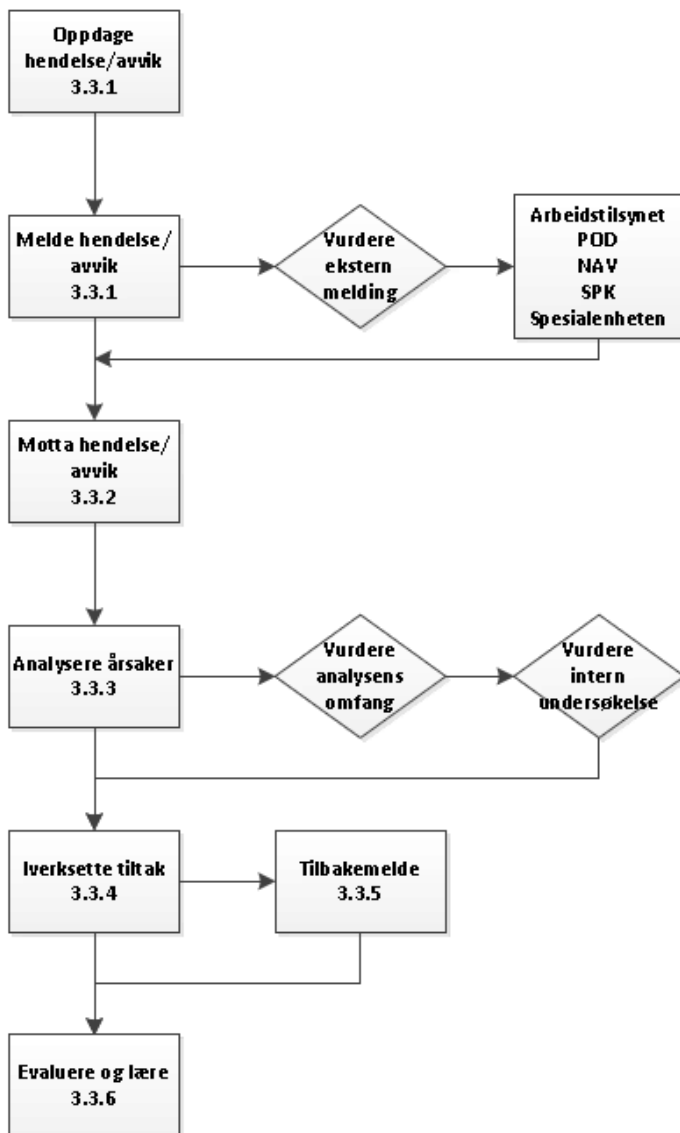 Oppdage
hendelse/avvik
3.3.1
Melde hendelse/
avvik
3.3.1
Vurdere
ekstern
melding
Arbeidstilsynet
POD
NAV
SPK
Spesialenheten
Motta hendelse/
avvik
3.3.2
Analysere årsaker
3.3.3
Vurdere
analysens
omfang
Vurdere
intern
undersøkelse
Iverksette tiltak
3.3.4
Tilbakemelde
3.3.5
Evaluere og lære
3.3.6